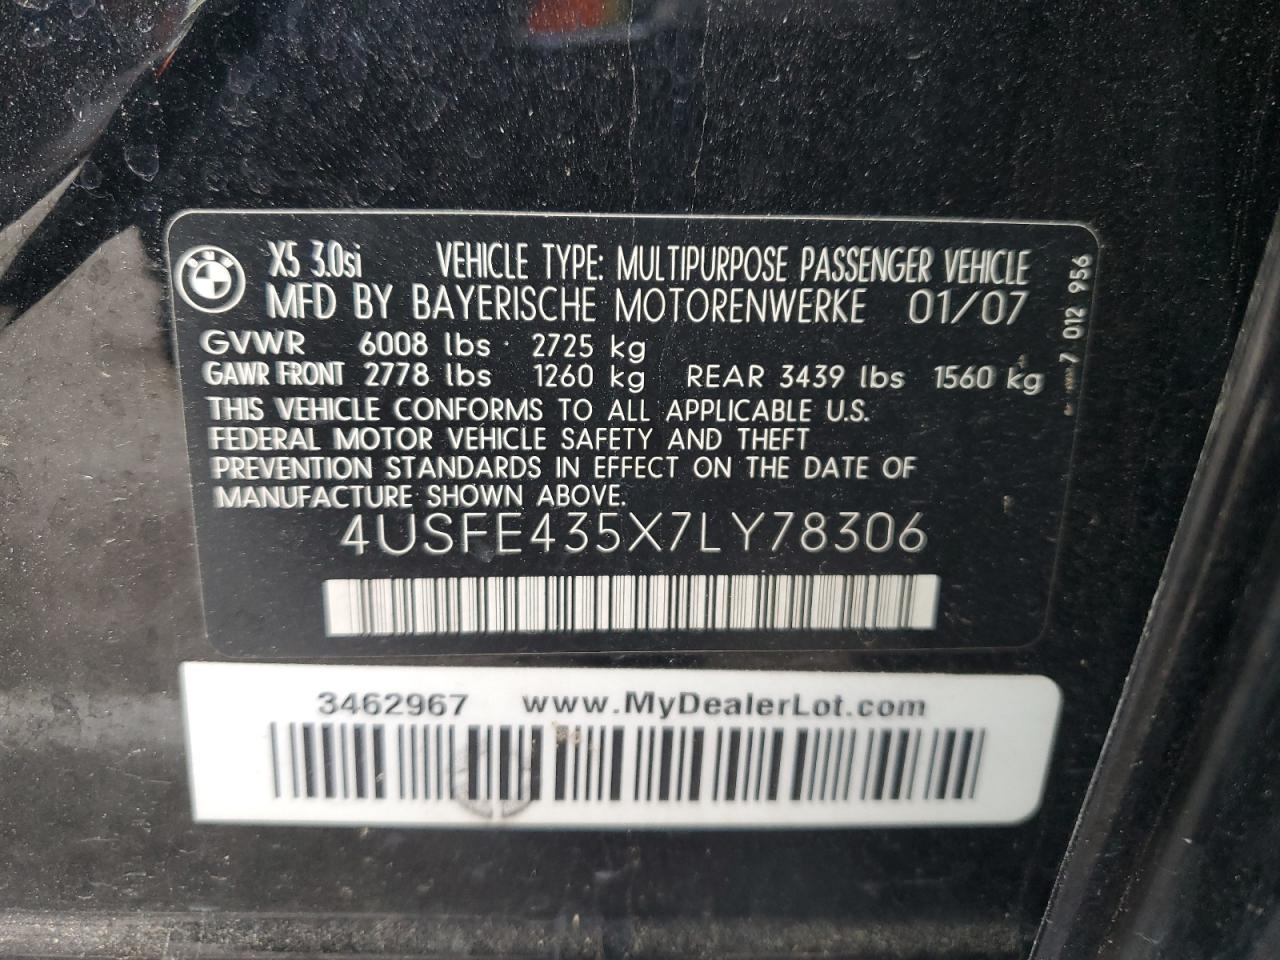 X5 3.0si VEHICLE TYPE: MULTIPURPOSE PASSENGER VEHICLE
MFD BY BAYERISCHE MOTORENWERKE 01/07
GVWR 6008 lbs 2725 kg
GAWR FRONT 2778 lbs 1260 kg REAR 3439 lbs 1560 kg
THIS VEHICLE CONFORMS TO ALL APPLICABLE U.S.
FEDERAL MOTOR VEHICLE SAFETY AND THEFT
PREVENTION STANDARDS IN EFFECT ON THE DATE OF
MANUFACTURE SHOWN ABOVE.
4USFE435X7LY78306
7 012 956
3462967 www.MyDealerLot.com